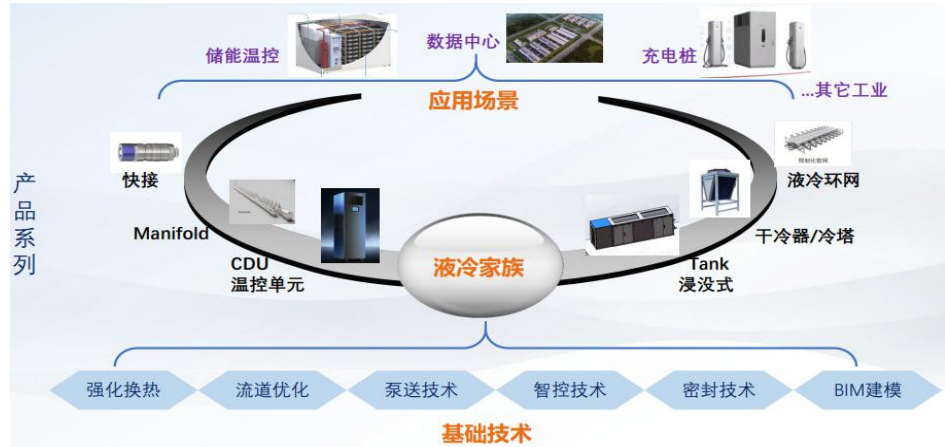 储能温控
数据中心
充电桩
...其它工业
应用场景
产品系列
快接
Manifold
CDU
温控单元
液冷家族
Tank
浸没式
干冷器/冷塔
液冷环网
强化换热
流道优化
泵送技术
智控技术
密封技术
BIM建模
基础技术